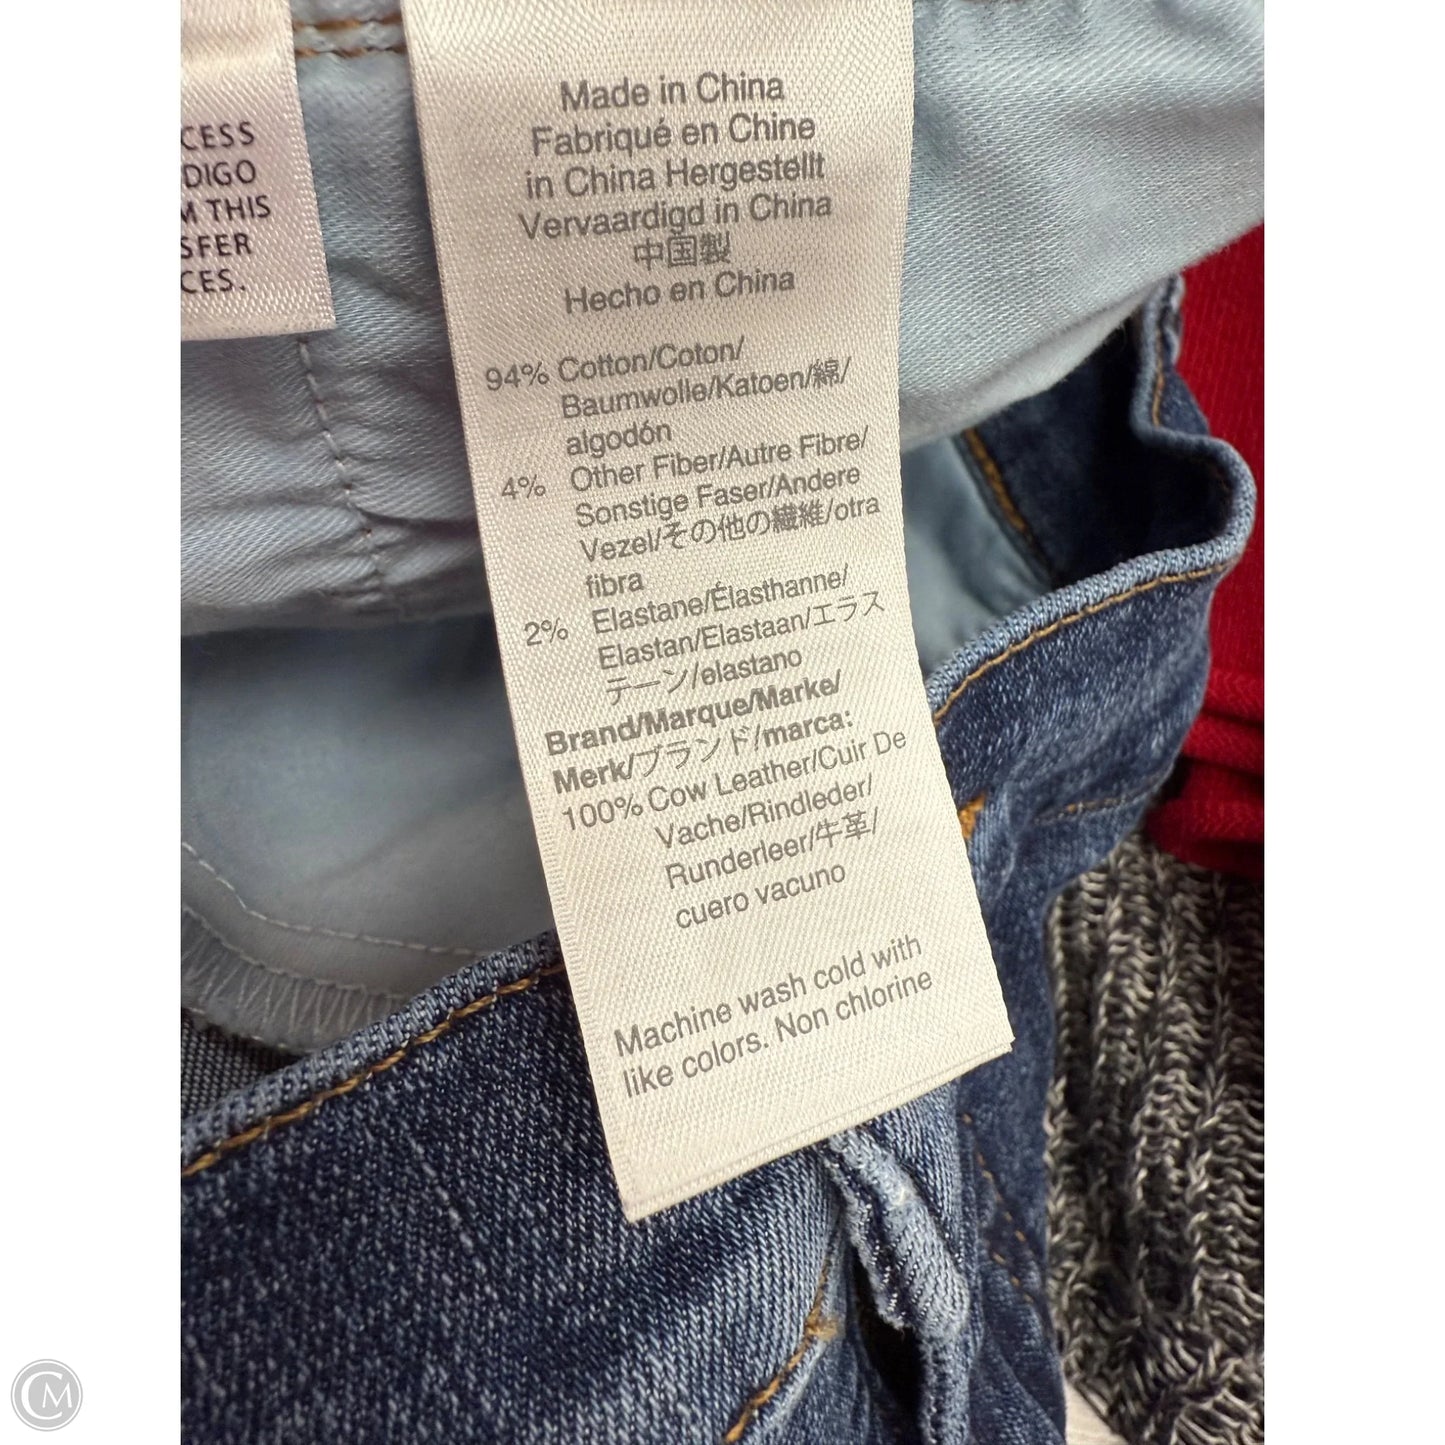 CESS
DIGO
M THIS
SFER
CES.
Made in China
Fabriqué en Chine
in China Hergestellt
Vervaardigd in China
中国製
Hecho en China
94% Cotton/Coton/
Baumwolle/Katoen/綿/
algodón
4% Other Fiber/Autre Fibre/
Sonstige Faser/Andere
Vezel/その他の繊維/otra
fibra
2% Elastane/Élasthanne/
Elastan/Elastaan/エラス
テーン/elastano
Brand/Marque/Marke/
Merk/ブランド/marca:
100% Cow Leather/Cuir De
Vache/Rindleder/
Runderleer/牛革/
cuero vacuno
Machine wash cold with
like colors. Non chlorine
CM